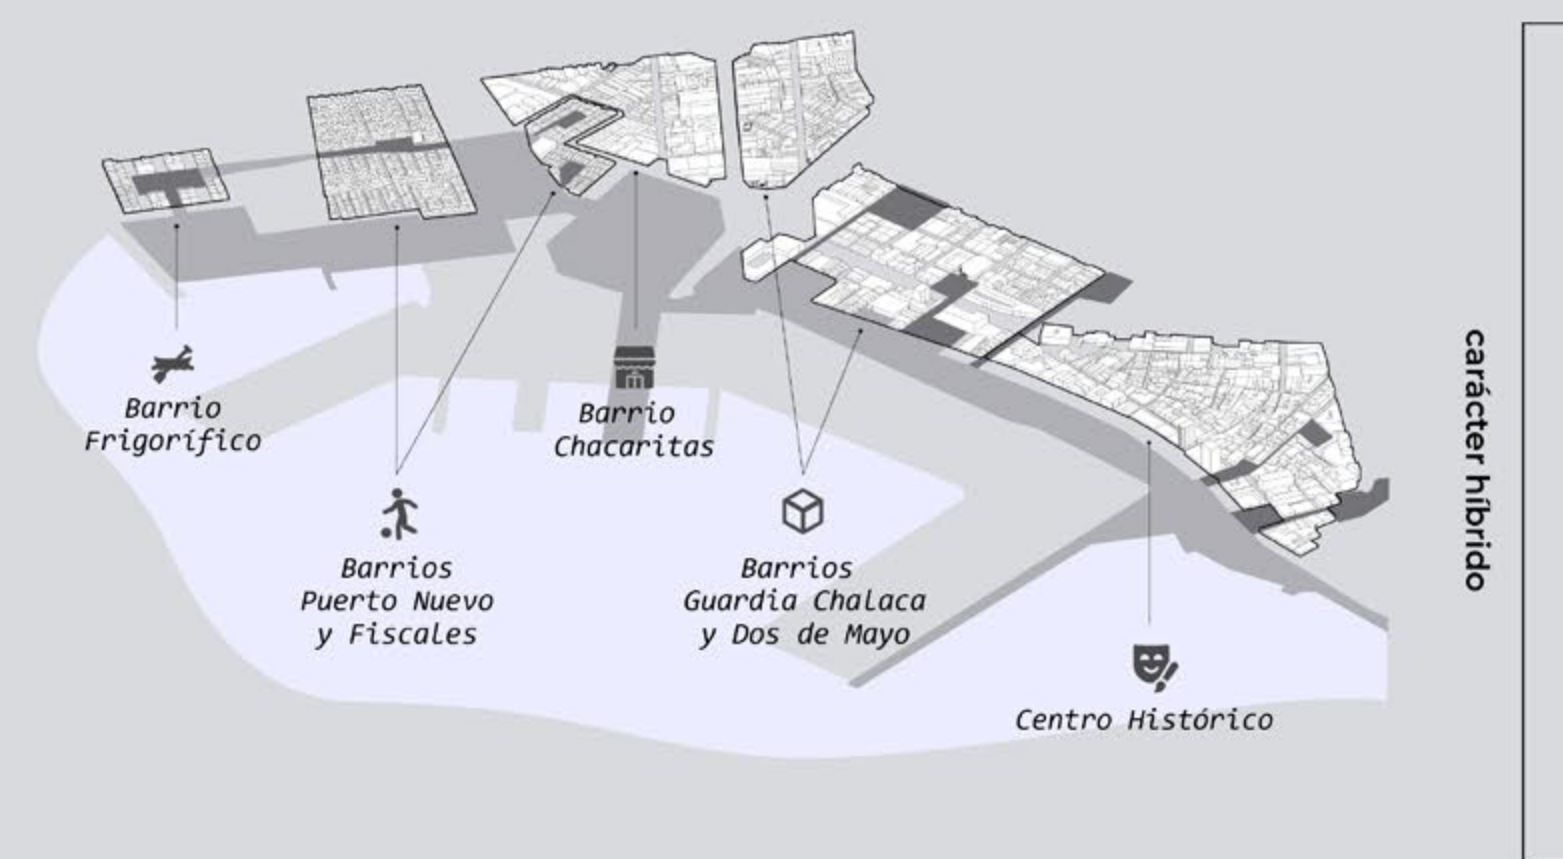 Barrio
Frigorífico
Barrios
Puerto Nuevo
y Fiscales
Barrio
Chacaritas
Barrios
Guardia Chalaca
y Dos de Mayo
Centro Histórico
carácter híbrido